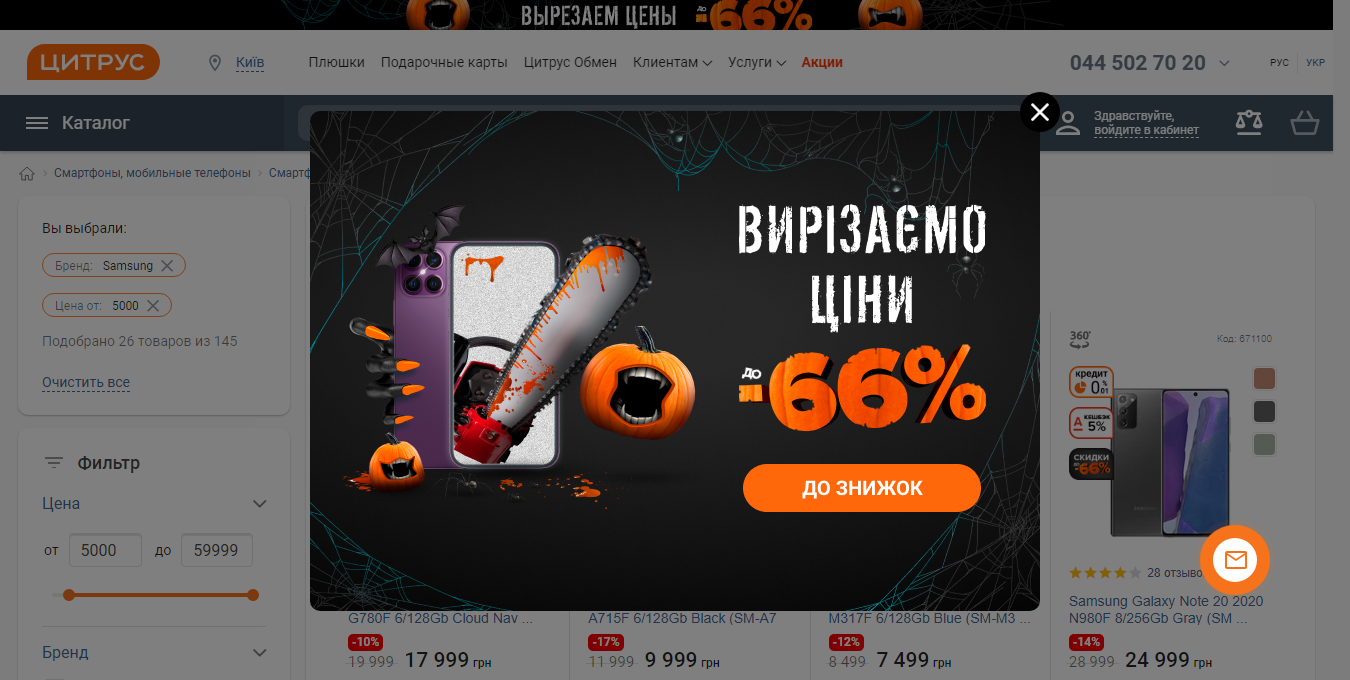 ВЫРЕЗАЕМ ЦЕНЫ ДО -66%
ЦИТРУС
Київ
Плюшки
Подарочные карты
Цитрус Обмен
Клиентам
Услуги
Акции
044 502 70 20
РУС
УКР
Каталог
Здравствуйте,
войдите в кабинет
Смартфоны, мобильные телефоны
Смартф
Вы выбрали:
Бренд: Samsung
Цена от: 5000
Подобрано 26 товаров из 145
Очистить все
Фильтр
Цена
от 5000 до 59999
Бренд
ВИРІЗАЄМО
ЦІНИ
ДО
-66%
ДО ЗНИЖОК
360°
Код: 671100
кредит
0,01 %
КЕШБЭК
5%
СКИДКИ
ДО -66%
28 отзыво
G780F 6/128Gb Cloud Nav ...
-10%
19 999 17 999 грн
A715F 6/128Gb Black (SM-A7
-17%
11 999 9 999 грн
M317F 6/128Gb Blue (SM-M3 ...
-12%
8 499 7 499 грн
Samsung Galaxy Note 20 2020
N980F 8/256Gb Gray (SM ...
-14%
28 999 24 999 грн